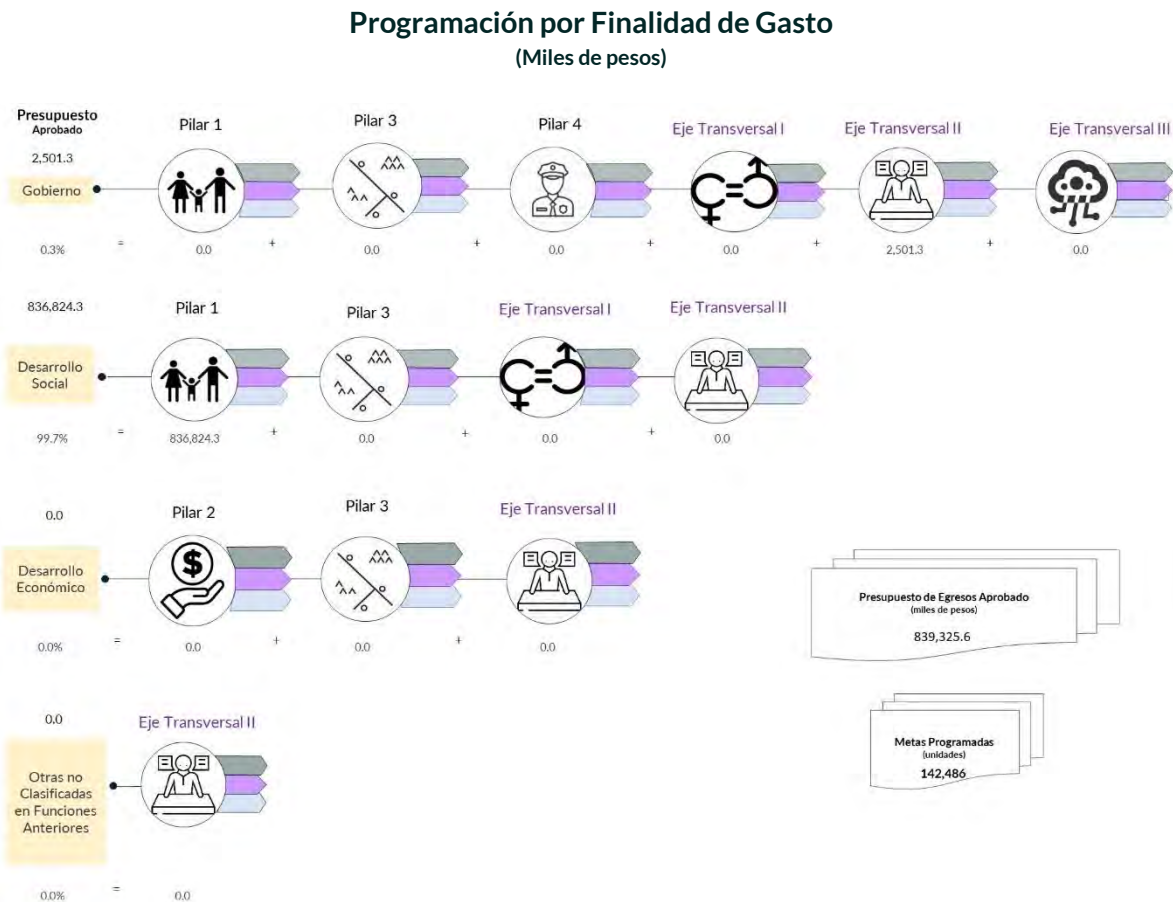 Programación por Finalidad de Gasto
(Miles de pesos)
Presupuesto
Aprobado
2,501.3
Gobierno
0.3%
Pilar 1
Pilar 3
Pilar 4
Eje Transversal I
Eje Transversal II
Eje Transversal III
= 0.0 + 0.0 + 0.0 + 0.0 + 2,501.3 + 0.0
836,824.3
Desarrollo
Social
99.7%
Pilar 1
Pilar 3
Eje Transversal I
Eje Transversal II
= 836,824.3 + 0.0 + 0.0 + 0.0
0.0
Desarrollo
Económico
0.0%
Pilar 2
Pilar 3
Eje Transversal II
= 0.0 + 0.0 + 0.0
Presupuesto de Egresos Aprobado
(miles de pesos)
839,325.6
0.0
Otras no
Clasificadas
en Funciones
Anteriores
0.0%
Eje Transversal II
= 0.0
Metas Programadas
(unidades)
142,486